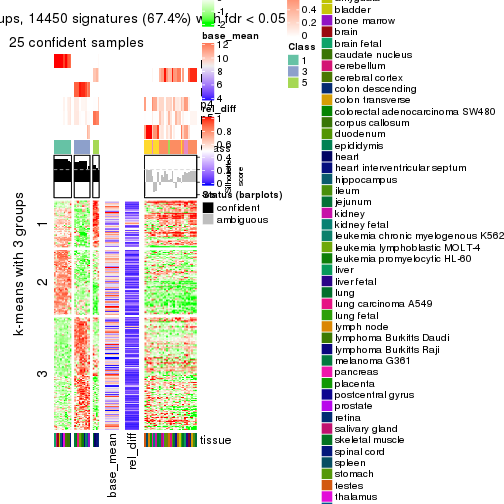 ups, 14450 signatures (67.4%) with fdr < 0.05
25 confident samples
k-means with 3 groups
1
2
3
base_mean
rel_diff
tissue
base_mean
12
10
8
6
4
rel_diff
1
0.8
0.4
0.2
0
Status (barplots)
confident
ambiguous
0.4
0.2
0
Class
1
3
5
bladder
bone marrow
brain
brain fetal
caudate nucleus
cerebellum
cerebral cortex
colon descending
colon transverse
colorectal adenocarcinoma SW480
corpus callosum
duodenum
epididymis
heart
heart interventricular septum
hippocampus
ileum
jejunum
kidney
kidney fetal
leukemia chronic myelogenous K562
leukemia lymphoblastic MOLT-4
leukemia promyelocytic HL-60
liver
liver fetal
lung
lung carcinoma A549
lung fetal
lymph node
lymphoma Burkitts Daudi
lymphoma Burkitts Raji
melanoma G361
pancreas
placenta
postcentral gyrus
prostate
retina
salivary gland
skeletal muscle
spinal cord
spleen
stomach
testes
thalamus